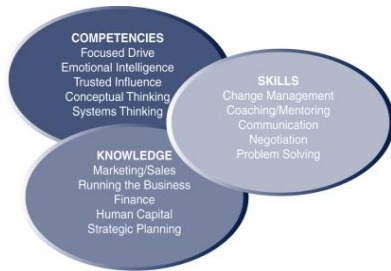 COMPETENCIES
Focused Drive
Emotional Intelligence
Trusted Influence
Conceptual Thinking
Systems Thinking
SKILLS
Change Management
Coaching/Mentoring
Communication
Negotiation
Problem Solving
KNOWLEDGE
Marketing/Sales
Running the Business
Finance
Human Capital
Strategic Planning